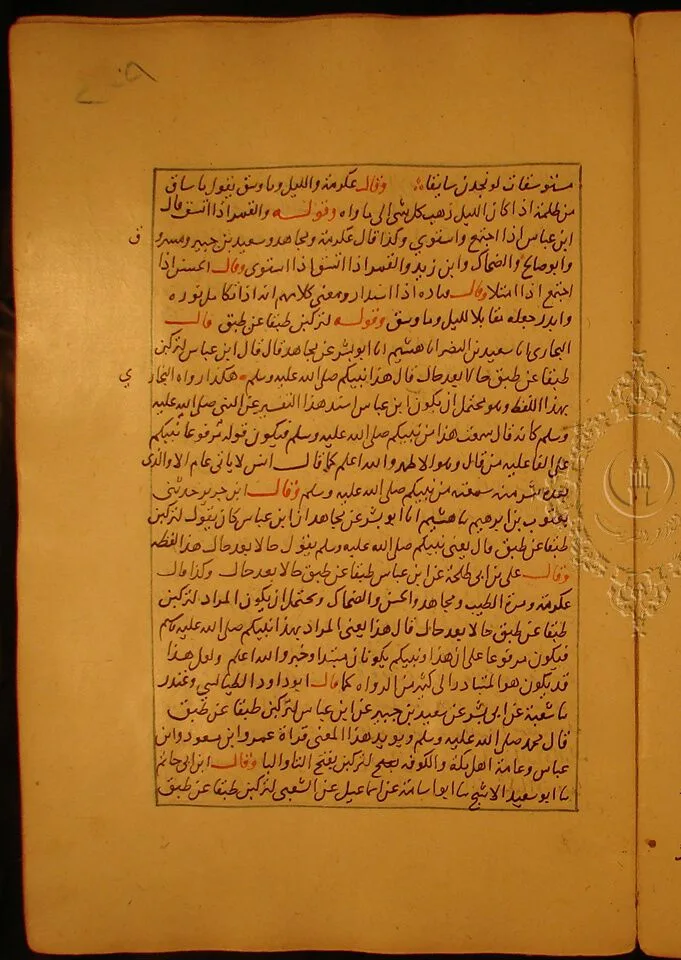 مستوسقات لو تجدن سايقا وقال عكرمة والليل وما وسق يقول ما ساق
من ظلمة اذا كان الليل ذهب كل شي الى ماواه وقوله والقمر اذا اتسق قال
ابن عباس اذا اجتمع واستوي وكذا قال عكرمة ومجاهد وسعيد بن جبير ومسرو
ق
وابو صالح والضحاك وابن زيد والقمر اذا اتسق اذا استوى وقال الحسن اذا
اجتمع اذا امتلا وقال قتاده اذا استدار ومعنى كلامهم انه اذا تكامل نوره
وابدر جعله مقابلا لليل وما وسق وقوله لتركبن طبقا عن طبق قال
البخاري انا سعيد بن النضر انا هشيم انا ابو بشر عن مجاهد قال قال ابن عباس لتركبن
طبقا عن طبق حالا بعد حال قال هذا نبيكم صلى الله عليه وسلم هكذا رواه البخار
ي
بهذا اللفظ وهو محتمل ان يكون ابن عباس اسند هذا التفسير عن النبي صلى الله عليه
وسلم كانه قال سمعت هذا من نبيكم صلى الله عليه وسلم فيكون قوله مرفوعا نبيكم
على الفاعليه من قال وهو الاظهر والله اعلم كما قال انس لا ياتي عام الا والذي
بعده شر منه سمعته من نبيكم صلى الله عليه وسلم وقال ابن جرير حدثني
يعقوب بن ابرهيم نا هشيم انا ابو بشر عن مجاهد ان ابن عباس كان يقول لتركبن
طبقا عن طبق قال يعني نبيكم صلى الله عليه وسلم يقول حالا بعد حال هذا لفظه
وقال علي بن ابي طلحة عن ابن عباس طبقا عن طبق حالا بعد حال وكذا قال
عكرمة ومرة الطيب ومجاهد والحسن والضحاك ويحتمل ان يكون المراد لتركبن
طبقا عن طبق حالا بعد حال قال هذا يعني المراد بهذا نبيكم صلى الله عليه
فيكون مرفوعا على ان هذا ونبيكم يكونان مبتدا وخبر والله اعلم ولعل هذا
قد يكون هو المتبادر الى كثير من الرواه كما قال ابو داود الطيالسي وغندر
نا شعبة عن ابي بشر عن سعيد بن جبير عن ابن عباس لتركبن طبقا عن طبق
قال محمد صلى الله عليه وسلم ويويد هذا المعنى قراة عمر وابن مسعود وابن
عباس وعامة اهل مكة والكوفه لتركبن بفتح التا والبا وقال ابن ابي حاتم
نا ابو سعيد الاشج نا ابو اسامة عن اسماعيل عن الشعبي لتركبن طبقا عن طبق